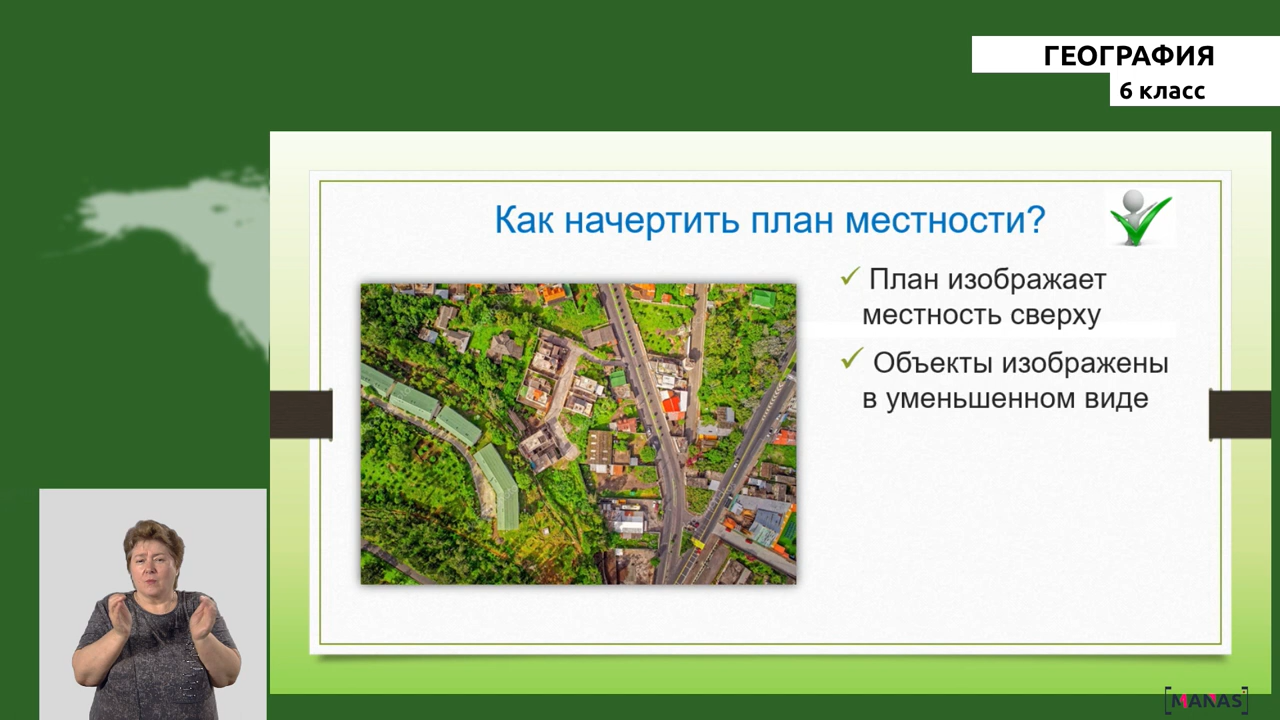 ГЕОГРАФИЯ
6 класс
Как начертить план местности?
План изображает
местность сверху
Объекты изображены
в уменьшенном виде
[MANAS]